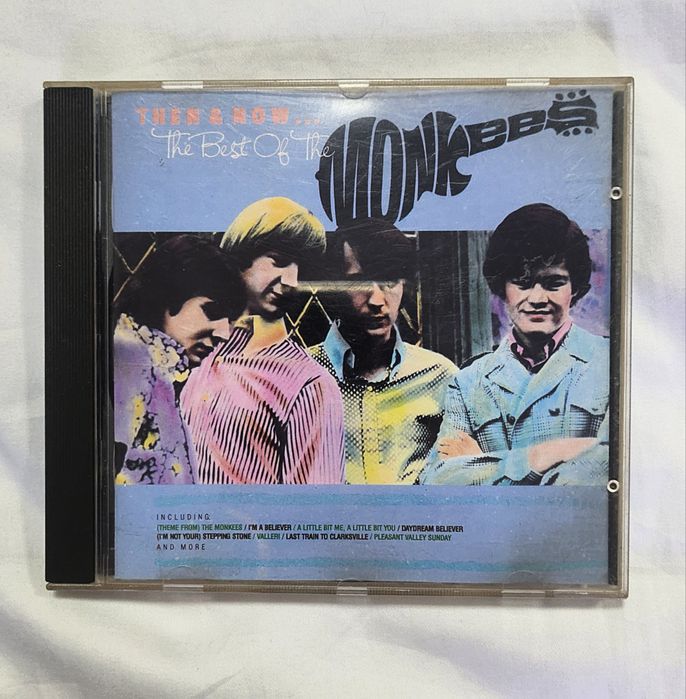 THEN & NOW...
The Best Of The
MONKEES
INCLUDING
(THEME FROM) THE MONKEES / I'M A BELIEVER / A LITTLE BIT ME, A LITTLE BIT YOU / DAYDREAM BELIEVER
(I'M NOT YOUR) STEPPING STONE / VALLERI / LAST TRAIN TO CLARKSVILLE / PLEASANT VALLEY SUNDAY
AND MORE